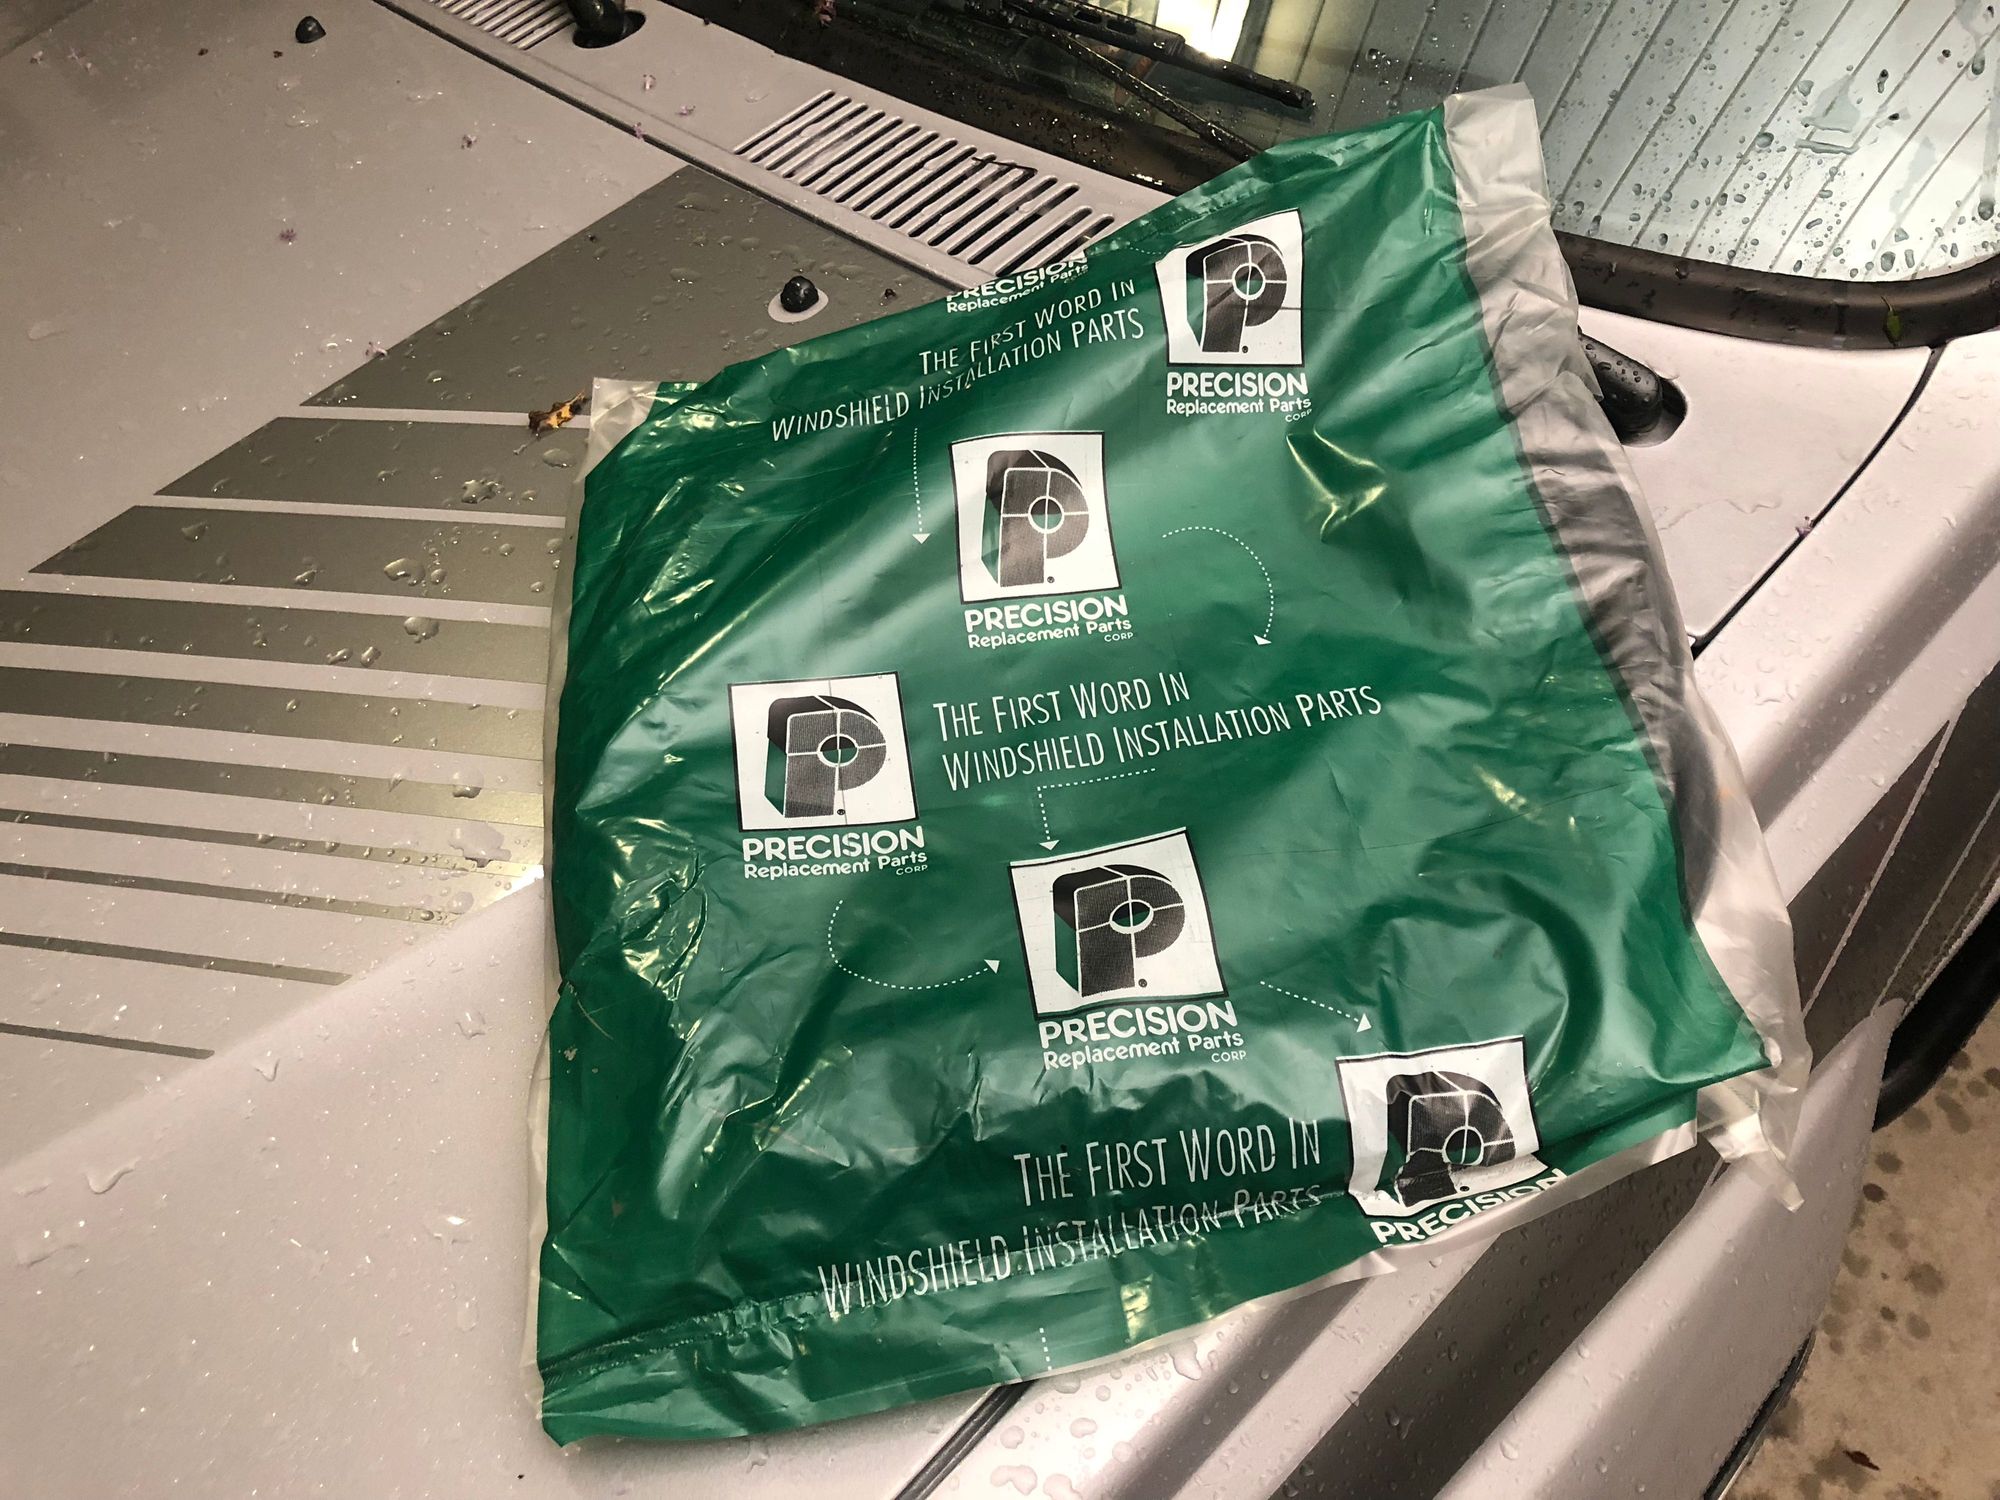 PRECISION
Replacement Parts
THE FIRST WORD IN
WINDSHIELD INSTALLATION PARTS
PRECISION
Replacement Parts
CORP
PRECISION
Replacement Parts
CORP
PRECISION
Replacement Parts
CORP
THE FIRST WORD IN
WINDSHIELD INSTALLATION PARTS
PRECISION
Replacement Parts
CORP
THE FIRST WORD IN
WINDSHIELD INSTALLATION PARTS
PRECISION